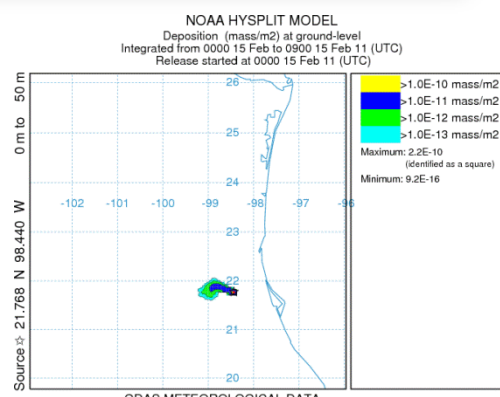 NOAA HYSPLIT MODEL
Deposition (mass/m2) at ground-level
Integrated from 0000 15 Feb to 0900 15 Feb 11 (UTC)
Release started at 0000 15 Feb 11 (UTC)
Source ☆ 21.768 N 98.440 W 0 m to 50 m
26
25
24
-102 -101 -100 -99 -98 -97 -96
23
22
21
20
>1.0E-10 mass/m2
>1.0E-11 mass/m2
>1.0E-12 mass/m2
>1.0E-13 mass/m2
Maximum: 2.2E-10
(identified as a square)
Minimum: 9.2E-16
GDAS METEOROLOGICAL DATA